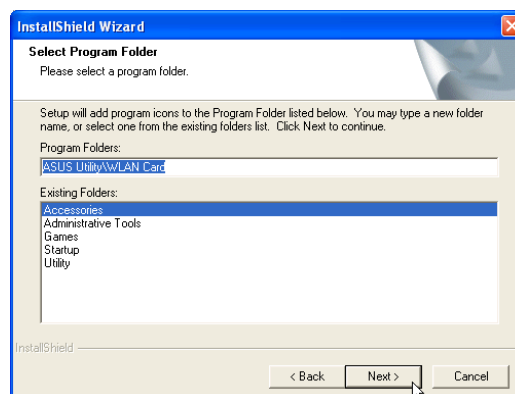 InstallShield Wizard
Select Program Folder
Please select a program folder.
Setup will add program icons to the Program Folder listed below. You may type a new folder
name, or select one from the existing folders list. Click Next to continue.
Program Folders:
ASUS Utility\WLAN Card
Existing Folders:
Accessories
Administrative Tools
Games
Startup
Utility
InstallShield
< Back Next > Cancel